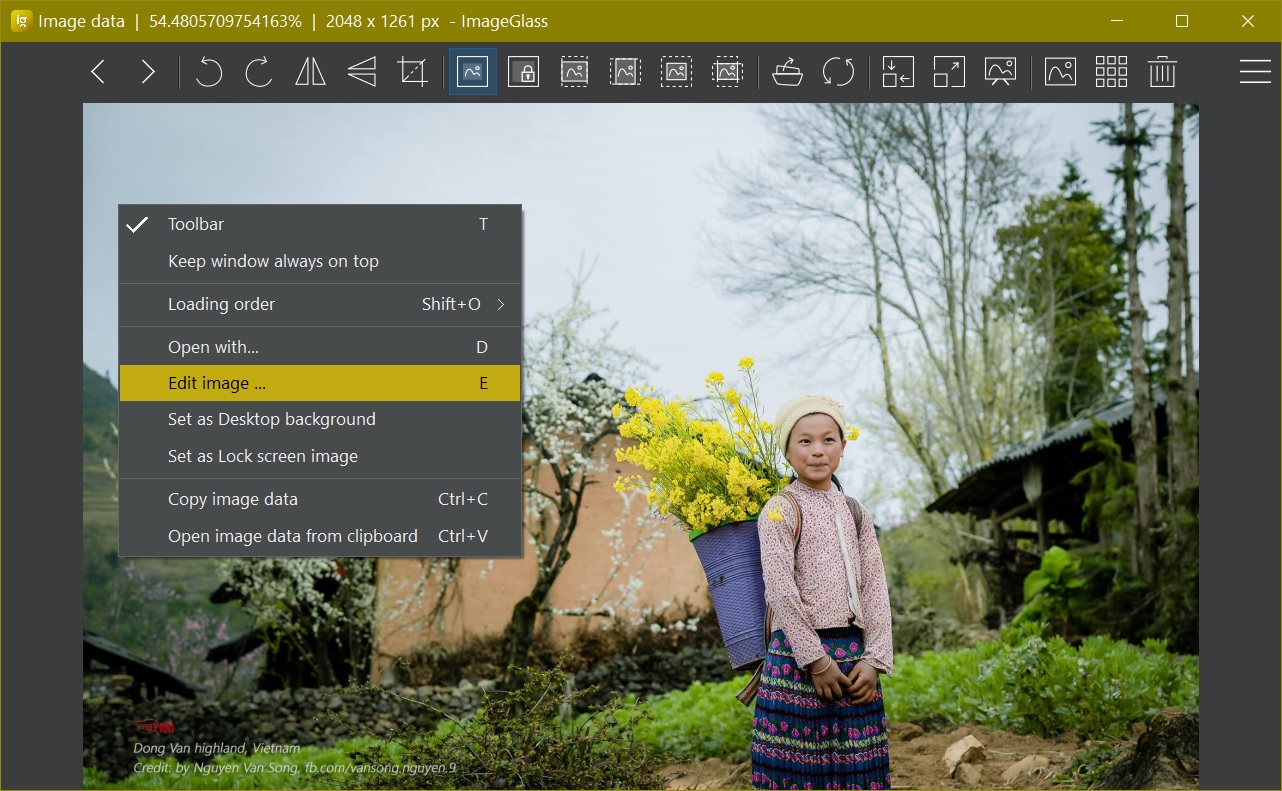 Image data | 54.4805709754163% | 2048 x 1261 px - ImageGlass
Toolbar T
Keep window always on top
Loading order Shift+O
Open with... D
Edit image ... E
Set as Desktop background
Set as Lock screen image
Copy image data Ctrl+C
Open image data from clipboard Ctrl+V
Dong Van highland, Vietnam
Credit: by Nguyen Van Song, fb.com/vansong.nguyen.9